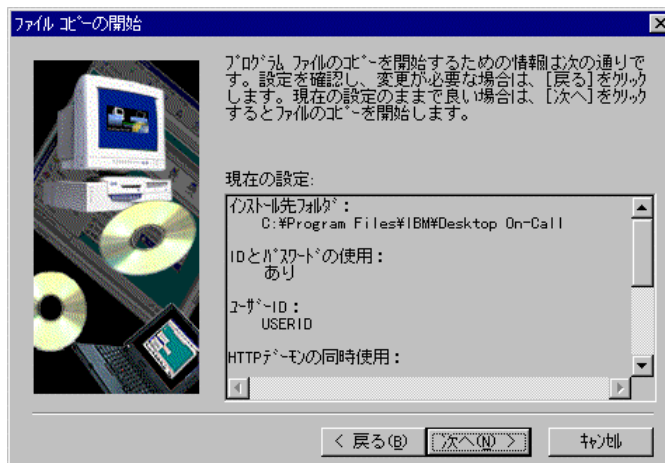 ファイル コピーの開始
プログラム ファイルのコピーを開始するための情報は次の通りで
す。設定を確認し、変更が必要な場合は、[戻る]をクリック
します。現在の設定のままで良い場合は、[次へ]をクリック
するとファイルのコピーを開始します。
現在の設定:
インストール先フォルダ:
C:¥Program Files¥IBM¥Desktop On-Call
IDとパスワードの使用:
あり
ユーザーID:
USERID
HTTPデーモンの同時使用:
< 戻る(B)
次へ(N) >
キャンセル